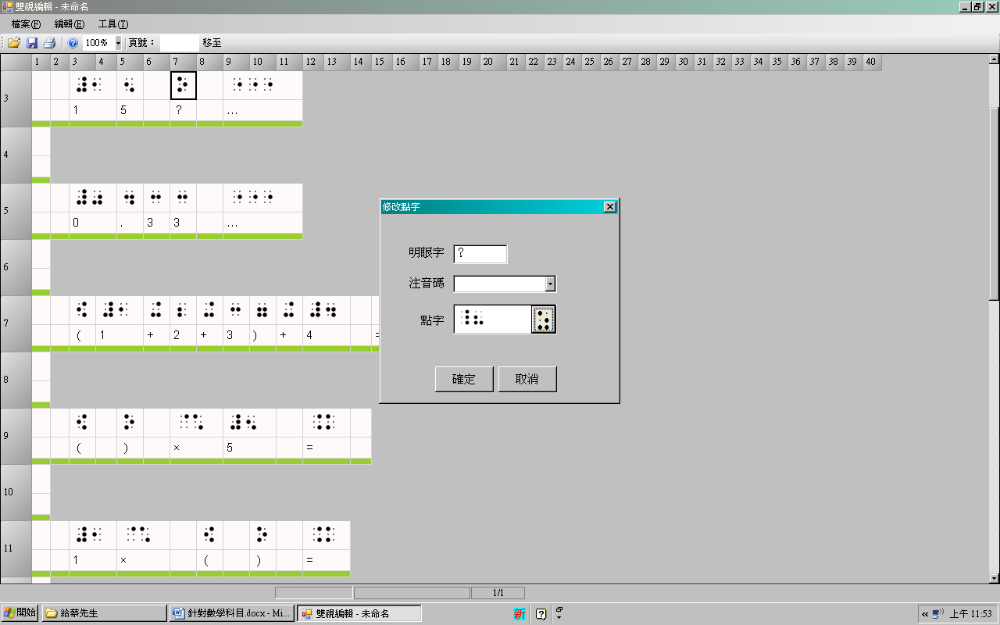 雙視編輯 - 未命名
檔案(F) 編輯(E) 工具(T)
100% 頁號： 移至
1 2 3 4 5 6 7 8 9 10 11 12 13 14 15 16 17 18 19 20 21 22 23 24 25 26 27 28 29 30 31 32 33 34 35 36 37 38 39 40
3
⠼⠂ ⠢ ⠕ ⠐⠐⠐
1 5 ? ...
4
5
0 . 3 3 ...
6
7
( 1 + 2 + 3 ) + 4 =
8
9
( ) × 5 =
10
11
1 × ( ) =
修改點字
明眼字 ?
注音碼
點字
確定 取消
1/1
開始 給蔡先生 針對數學科目.docx - Mi... 雙視編輯 - 未命名 新 « 上午 11:53